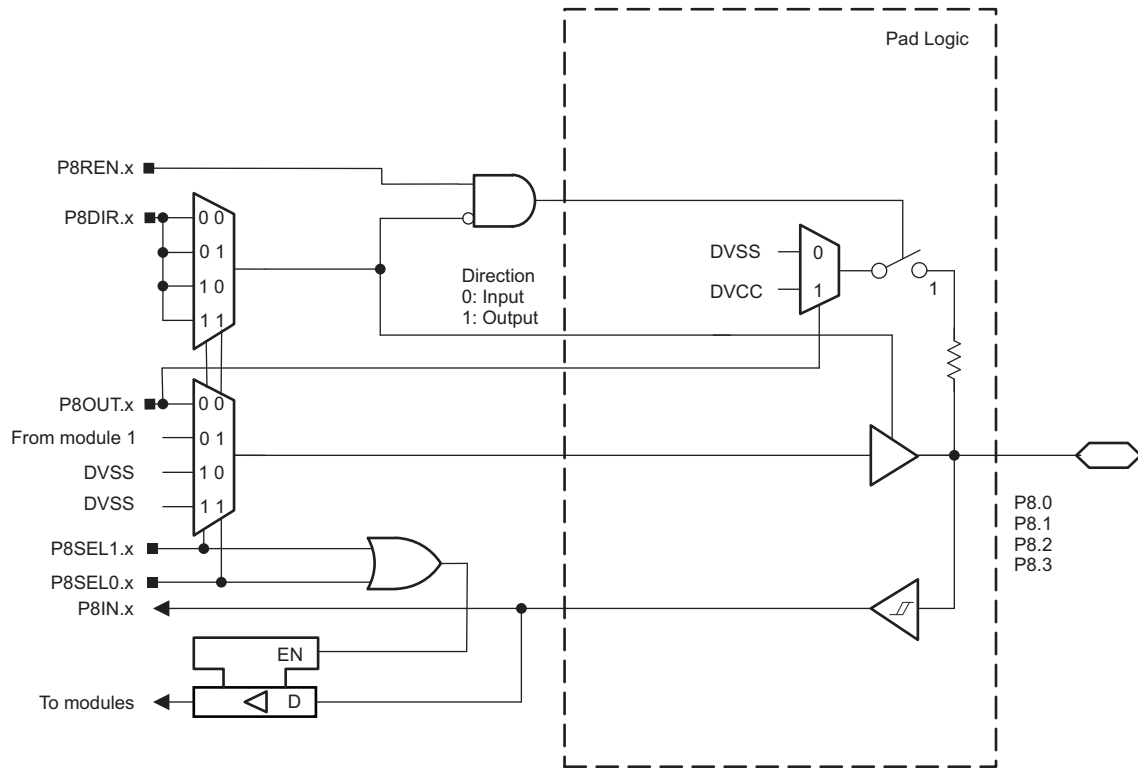 Pad Logic
P8REN.x
P8DIR.x
0 0
0 1
1 0
1 1
Direction
0: Input
1: Output
DVSS
0
DVCC
1
1
P8OUT.x
0 0
From module 1
0 1
DVSS
1 0
DVSS
1 1
P8.0
P8.1
P8.2
P8.3
P8SEL1.x
P8SEL0.x
P8IN.x
EN
To modules
D